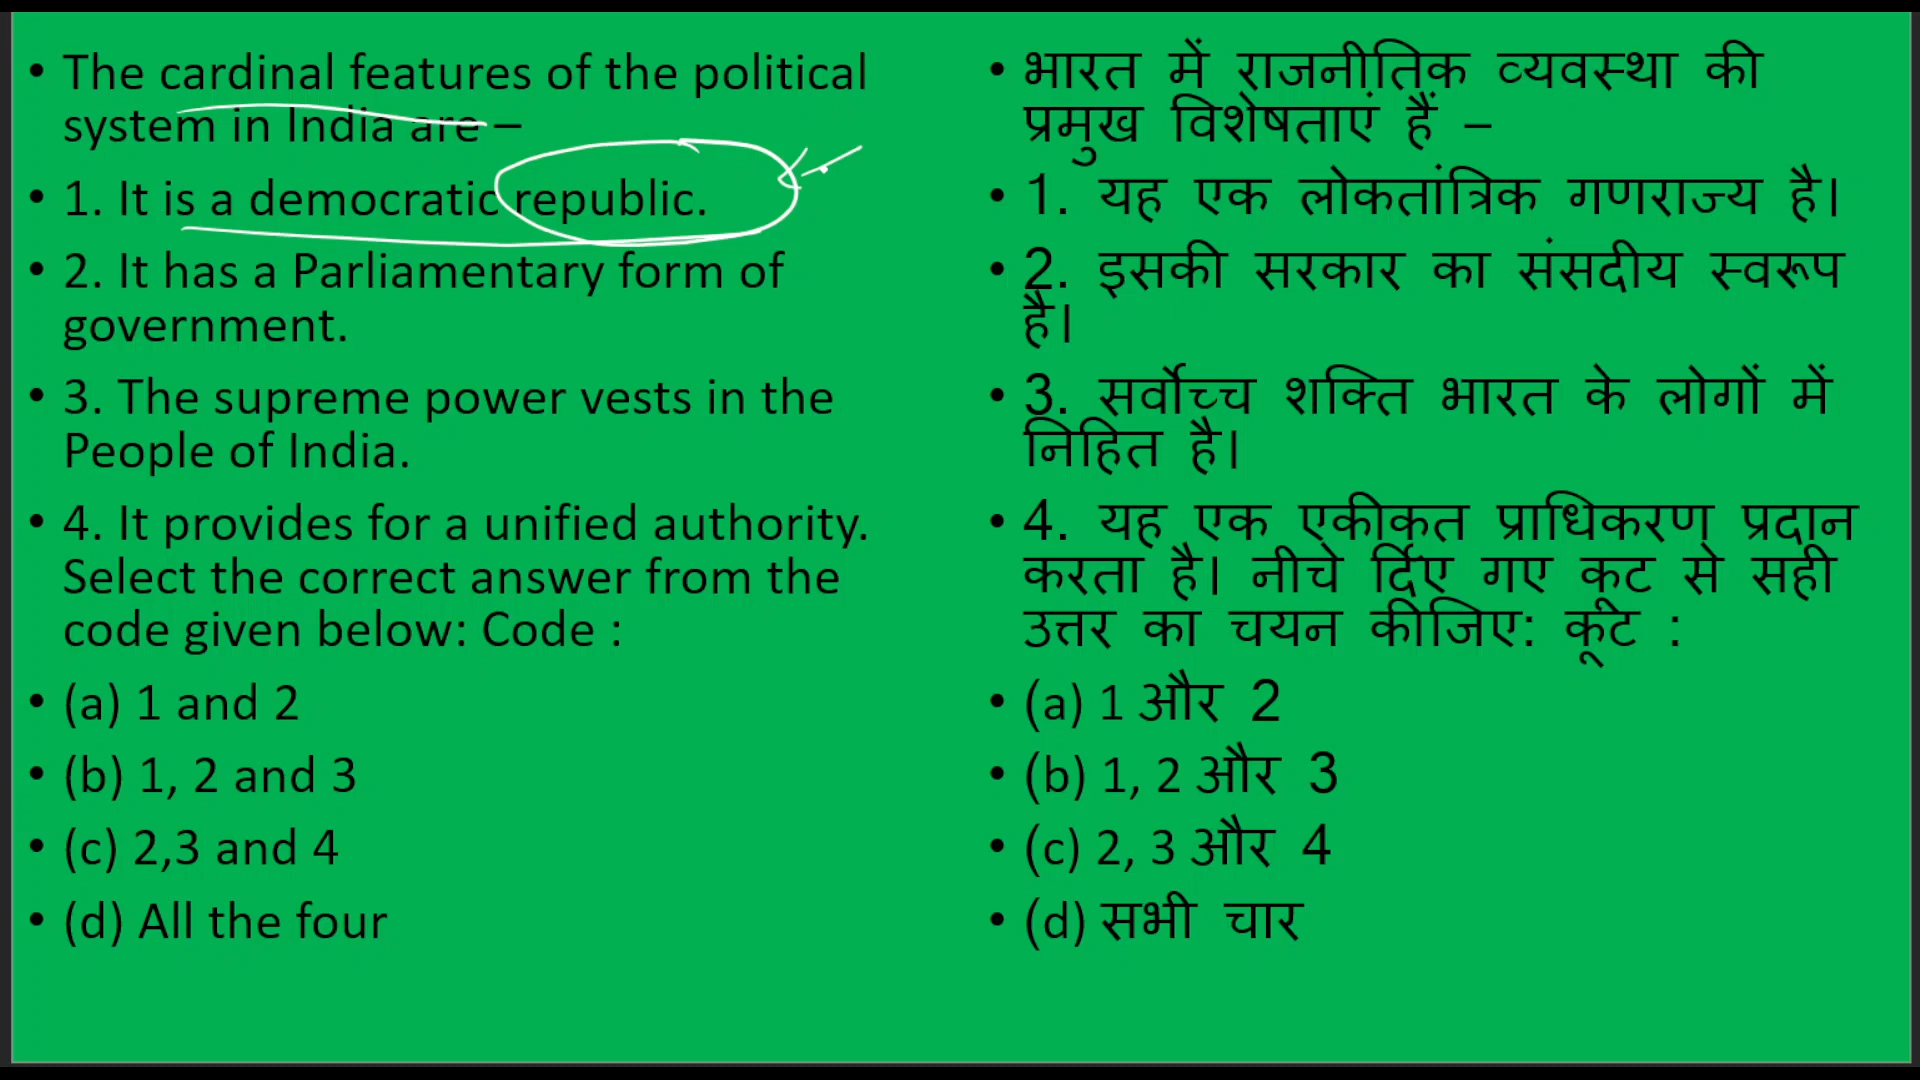 • The cardinal features of the political
system in India are –
• 1. It is a democratic republic.
• 2. It has a Parliamentary form of
government.
• 3. The supreme power vests in the
People of India.
• 4. It provides for a unified authority.
Select the correct answer from the
code given below: Code :
• (a) 1 and 2
• (b) 1, 2 and 3
• (c) 2,3 and 4
• (d) All the four
• भारत में राजनीतिक व्यवस्था की
प्रमुख विशेषताएं हैं –
• 1. यह एक लोकतांत्रिक गणराज्य है।
• 2. इसकी सरकार का संसदीय स्वरूप
है।
• 3. सर्वोच्च शक्ति भारत के लोगों में
निहित है।
• 4. यह एक एकीकत प्राधिकरण प्रदान
करता है। नीचे र्दिए गए कट से सही
उत्तर का चयन कीजिए: कूट :
• (a) 1 और 2
• (b) 1, 2 और 3
• (c) 2, 3 और 4
• (d) सभी चार